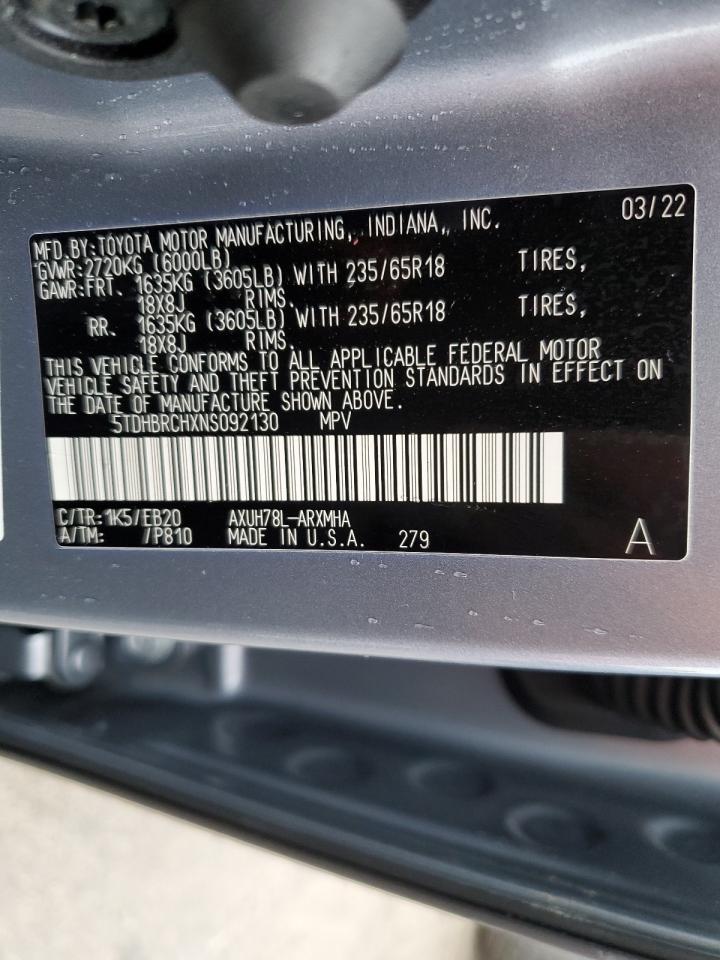 MFD.BY:TOYOTA MOTOR MANUFACTURING, INDIANA, INC. 03/22
GVWR:2720KG (6000LB)
GAWR:FRT. 1635KG (3605LB) WITH 235/65R18 TIRES,
18X8J RIMS.
RR. 1635KG (3605LB) WITH 235/65R18 TIRES,
18X8J RIMS.
THIS VEHICLE CONFORMS TO ALL APPLICABLE FEDERAL MOTOR
VEHICLE SAFETY AND THEFT PREVENTION STANDARDS IN EFFECT ON
THE DATE OF MANUFACTURE SHOWN ABOVE.
5TDHBRCHXNS092130 MPV
C/TR:1K5/EB20 AXUH78L-ARXMHA
A/TM: /P810 MADE IN U.S.A. 279 A